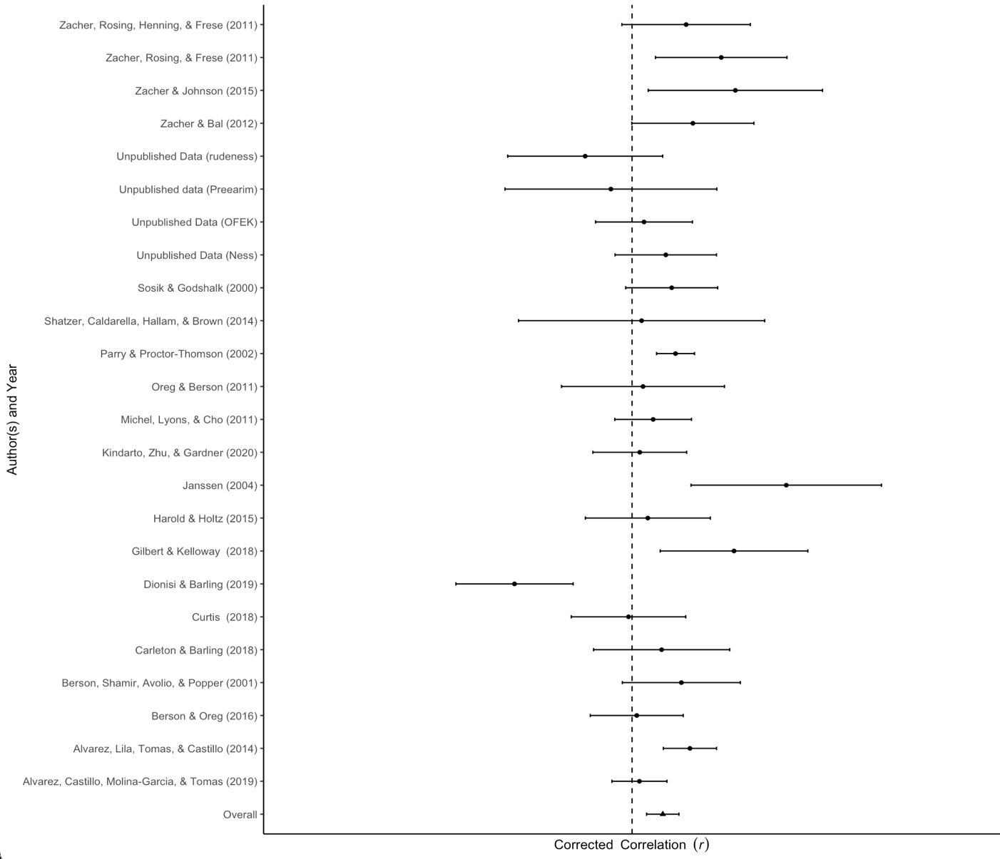 Zacher, Rosing, Henning, & Frese (2011)
Zacher, Rosing, & Frese (2011)
Zacher & Johnson (2015)
Zacher & Bal (2012)
Unpublished Data (rudeness)
Unpublished data (Preearim)
Unpublished Data (OFEK)
Unpublished Data (Ness)
Sosik & Godshalk (2000)
Shatzer, Caldarella, Hallam, & Brown (2014)
Parry & Proctor-Thomson (2002)
Oreg & Berson (2011)
Michel, Lyons, & Cho (2011)
Kindarto, Zhu, & Gardner (2020)
Janssen (2004)
Harold & Holtz (2015)
Gilbert & Kelloway  (2018)
Dionisi & Barling (2019)
Curtis  (2018)
Carleton & Barling (2018)
Berson, Shamir, Avolio, & Popper (2001)
Berson & Oreg (2016)
Alvarez, Lila, Tomas, & Castillo (2014)
Alvarez, Castillo, Molina-Garcia, & Tomas (2019)
Overall
Author(s) and Year
Corrected Correlation (r)